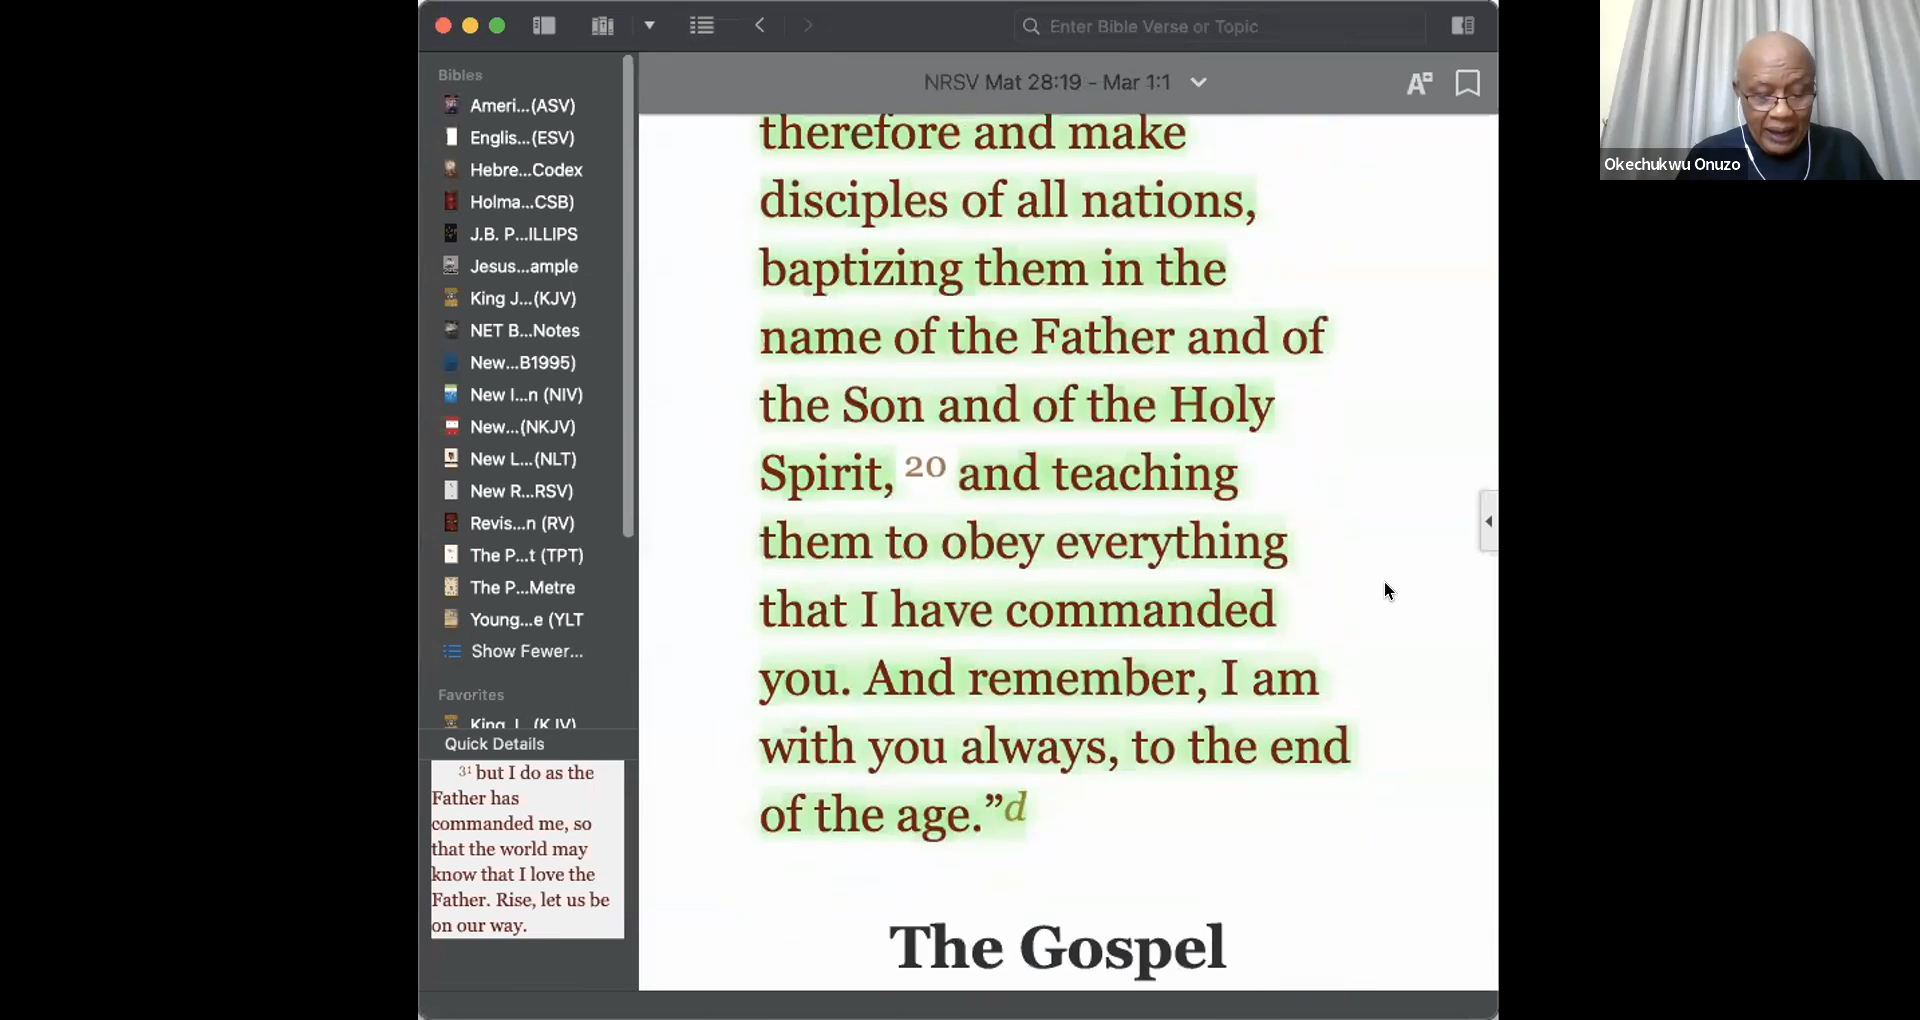 Enter Bible Verse or Topic
NRSV Mat 28:19 - Mar 1:1
A
Bibles
Ameri...(ASV)
Englis...(ESV)
Hebre...Codex
Holma...CSB)
J.B. P...ILLIPS
Jesus...ample
King J...(KJV)
NET B...Notes
New...B1995)
New I...n (NIV)
New...(NKJV)
New L...(NLT)
New R...RSV)
Revis...n (RV)
The P...t (TPT)
The P...Metre
Young...e (YLT
Show Fewer...
Favorites
King J...(KJV)
Quick Details
31 but I do as the
Father has
commanded me, so
that the world may
know that I love the
Father. Rise, let us be
on our way.
therefore and make
disciples of all nations,
baptizing them in the
name of the Father and of
the Son and of the Holy
Spirit, 20 and teaching
them to obey everything
that I have commanded
you. And remember, I am
with you always, to the end
of the age.”d
The Gospel
Okechukwu Onuzo